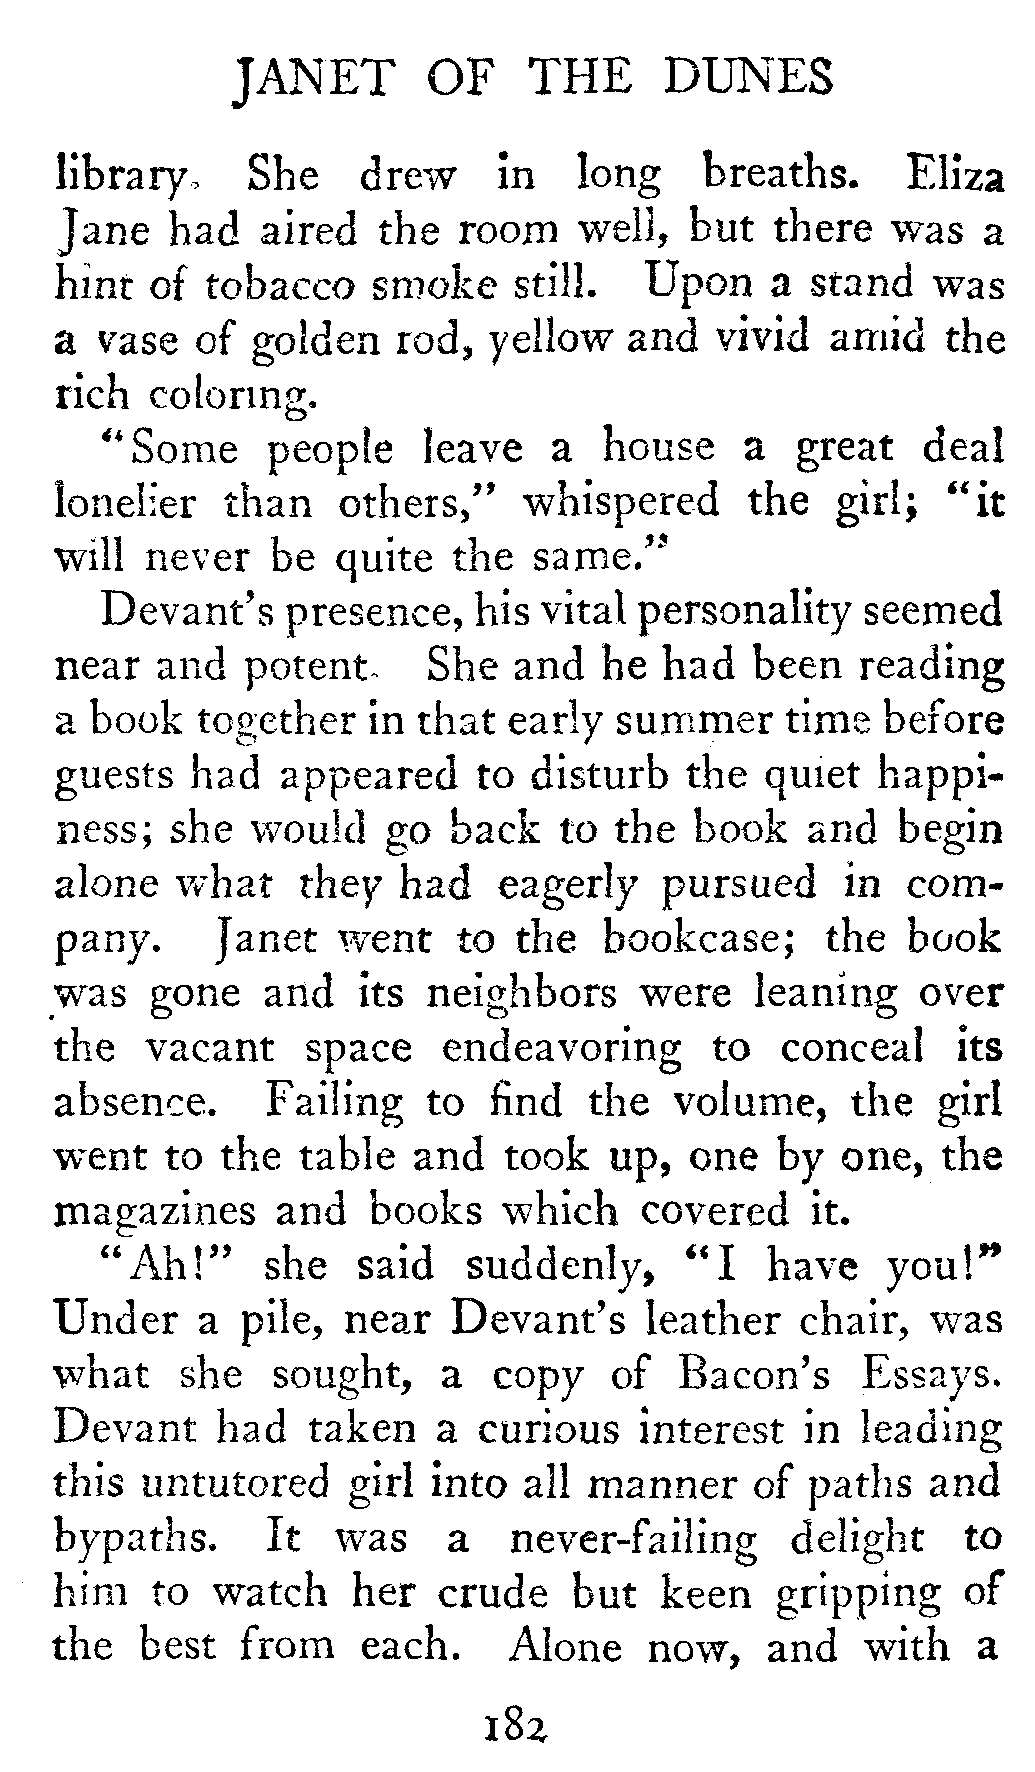 JANET OF THE DUNES
library. She drew in long breaths. Eliza
Jane had aired the room well, but there was a
hint of tobacco smoke still. Upon a stand was
a vase of golden rod, yellow and vivid amid the
rich coloring.
"Some people leave a house a great deal
lonelier than others," whispered the girl; "it
will never be quite the same."
Devant's presence, his vital personality seemed
near and potent. She and he had been reading
a book together in that early summer time before
guests had appeared to disturb the quiet happi-
ness; she would go back to the book and begin
alone what they had eagerly pursued in com-
pany. Janet went to the bookcase; the book
was gone and its neighbors were leaning over
the vacant space endeavoring to conceal its
absence. Failing to find the volume, the girl
went to the table and took up, one by one, the
magazines and books which covered it.
"Ah!" she said suddenly, "I have you!"
Under a pile, near Devant's leather chair, was
what she sought, a copy of Bacon's Essays.
Devant had taken a curious interest in leading
this untutored girl into all manner of paths and
bypaths. It was a never-failing delight to
him to watch her crude but keen gripping of
the best from each. Alone now, and with a
182